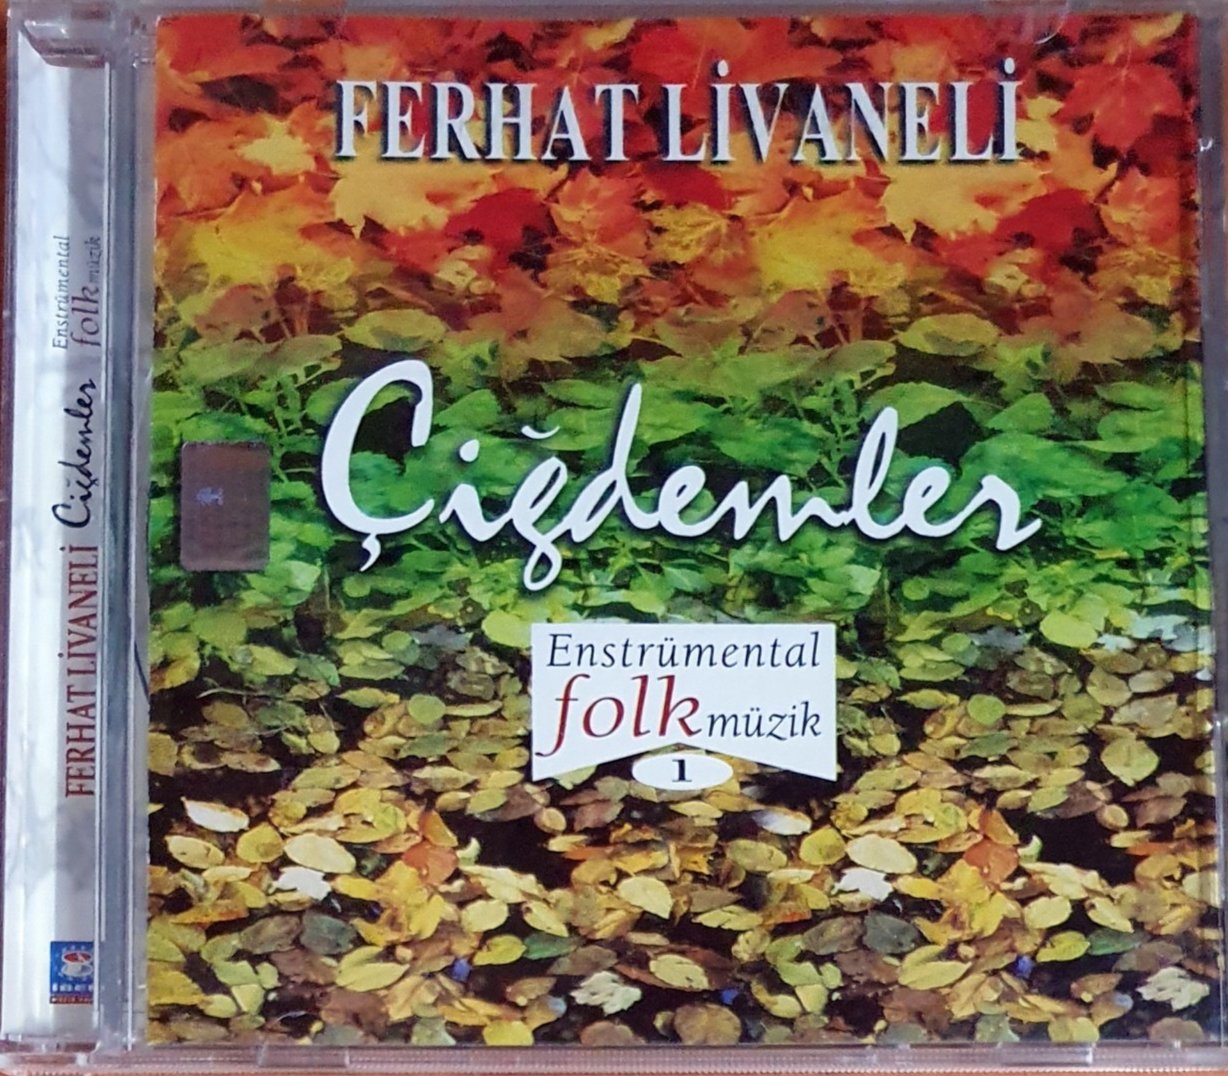 FERHAT LİVANELİ
Çiğdemler
Enstrümental
folk müzik
1
FERHAT LİVANELİ Çiğdemler Enstrümental
folk müzik